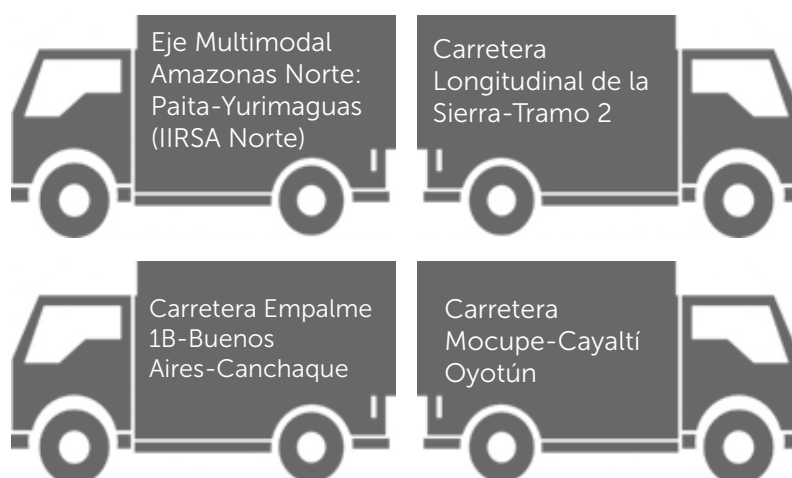 Eje Multimodal
Amazonas Norte:
Paita-Yurimaguas
(IIRSA Norte)
Carretera
Longitudinal de la
Sierra-Tramo 2
Carretera Empalme
1B-Buenos
Aires-Canchaque
Carretera
Mocupe-Cayaltí
Oyotún